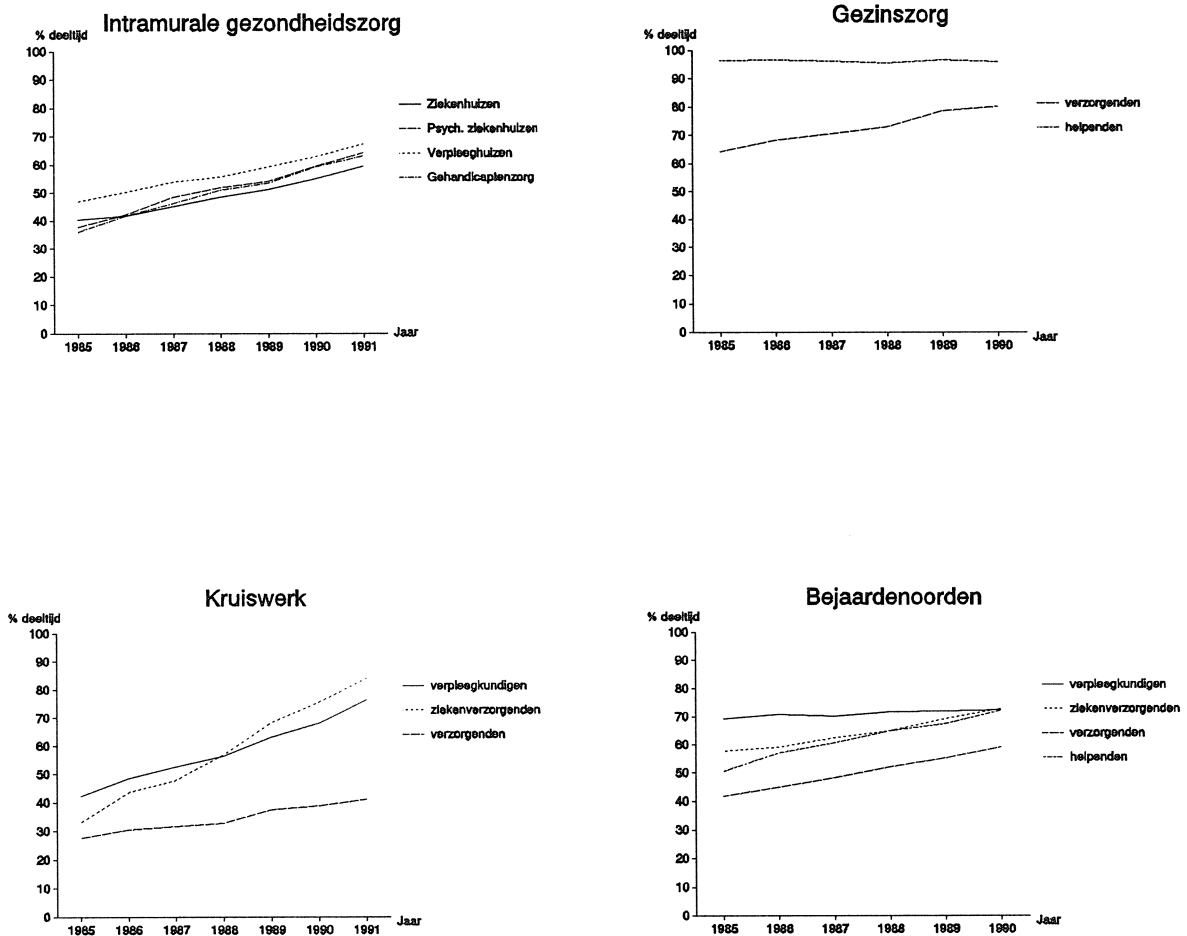 Intramurale gezondheidszorg
% deeltijd
100
90
80
70
60
50
40
30
20
10
0
1985 1986 1987 1988 1989 1990 1991
Jaar
Ziekenhuizen
Psych. ziekenhuizen
Verpleeghuizen
Gehandicaptenzorg
Gezinszorg
% deeltijd
100
90
80
70
60
50
40
30
20
10
0
1985 1986 1987 1988 1989 1990
Jaar
verzorgenden
helpenden
Kruiswerk
% deeltijd
100
90
80
70
60
50
40
30
20
10
0
1985 1986 1987 1988 1989 1990 1991
Jaar
verpleegkundigen
ziekenverzorgenden
verzorgenden
Bejaardenoorden
% deeltijd
100
90
80
70
60
50
40
30
20
10
0
1985 1986 1987 1988 1989 1990
Jaar
verpleegkundigen
ziekenverzorgenden
verzorgenden
helpenden